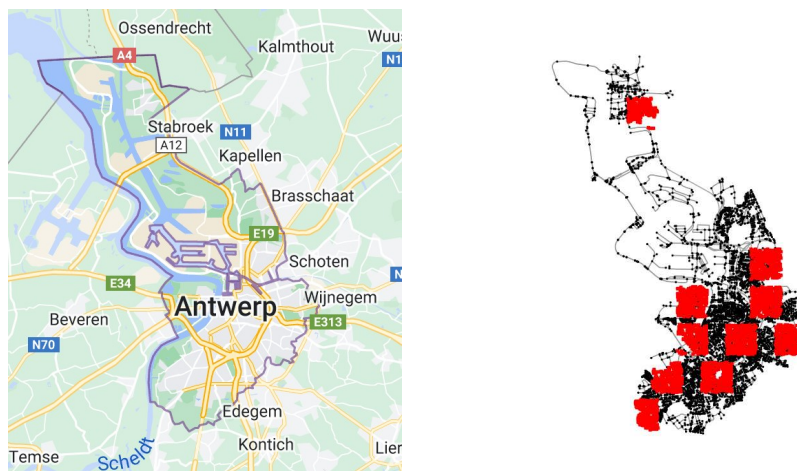 Ossendrecht
Wuu
Kalmthout
A4
N1
Stabroek
N11
A12
Kapellen
Brasschaat
E19
Schoten
N
E34
Wijnegem
Antwerp
Beveren
E313
N70
Edegem
Kontich
Lier
Temse
Scheldt